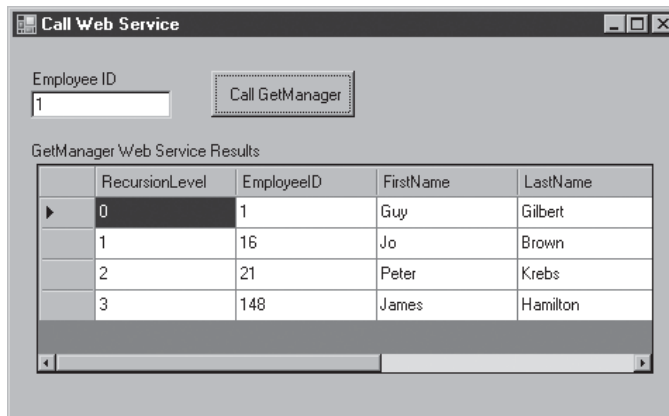 Call Web Service
Employee ID
1
Call GetManager
GetManager Web Service Results
RecursionLevel EmployeeID FirstName LastName
0 1 Guy Gilbert
1 16 Jo Brown
2 21 Peter Krebs
3 148 James Hamilton